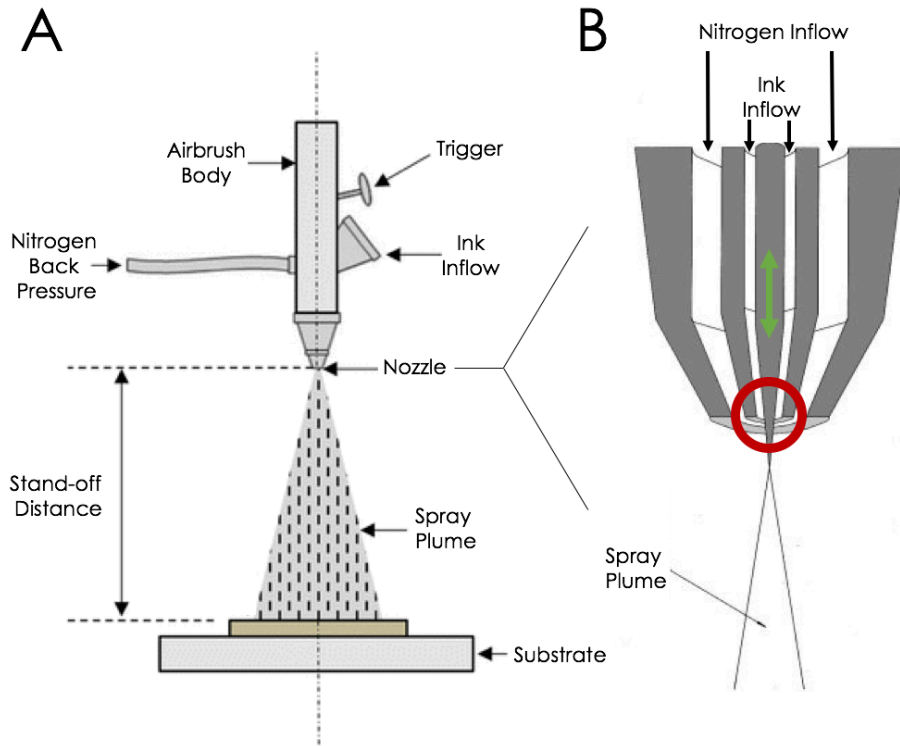 A
Airbrush
Body
Trigger
Nitrogen
Back
Pressure
Ink
Inflow
Nozzle
Stand-off
Distance
Spray
Plume
Substrate
B
Nitrogen Inflow
Ink
Inflow
Spray
Plume